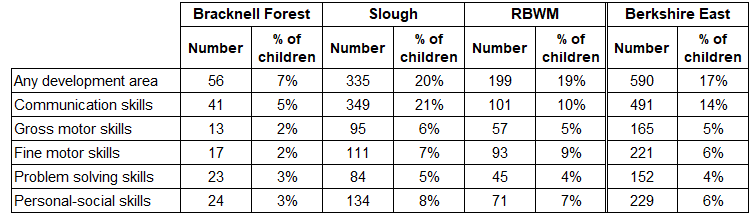 Bracknell Forest Slough RBWM Berkshire East
Number % of children Number % of children Number % of children Number % of children
Any development area 56 7% 335 20% 199 19% 590 17%
Communication skills 41 5% 349 21% 101 10% 491 14%
Gross motor skills 13 2% 95 6% 57 5% 165 5%
Fine motor skills 17 2% 111 7% 93 9% 221 6%
Problem solving skills 23 3% 84 5% 45 4% 152 4%
Personal-social skills 24 3% 134 8% 71 7% 229 6%